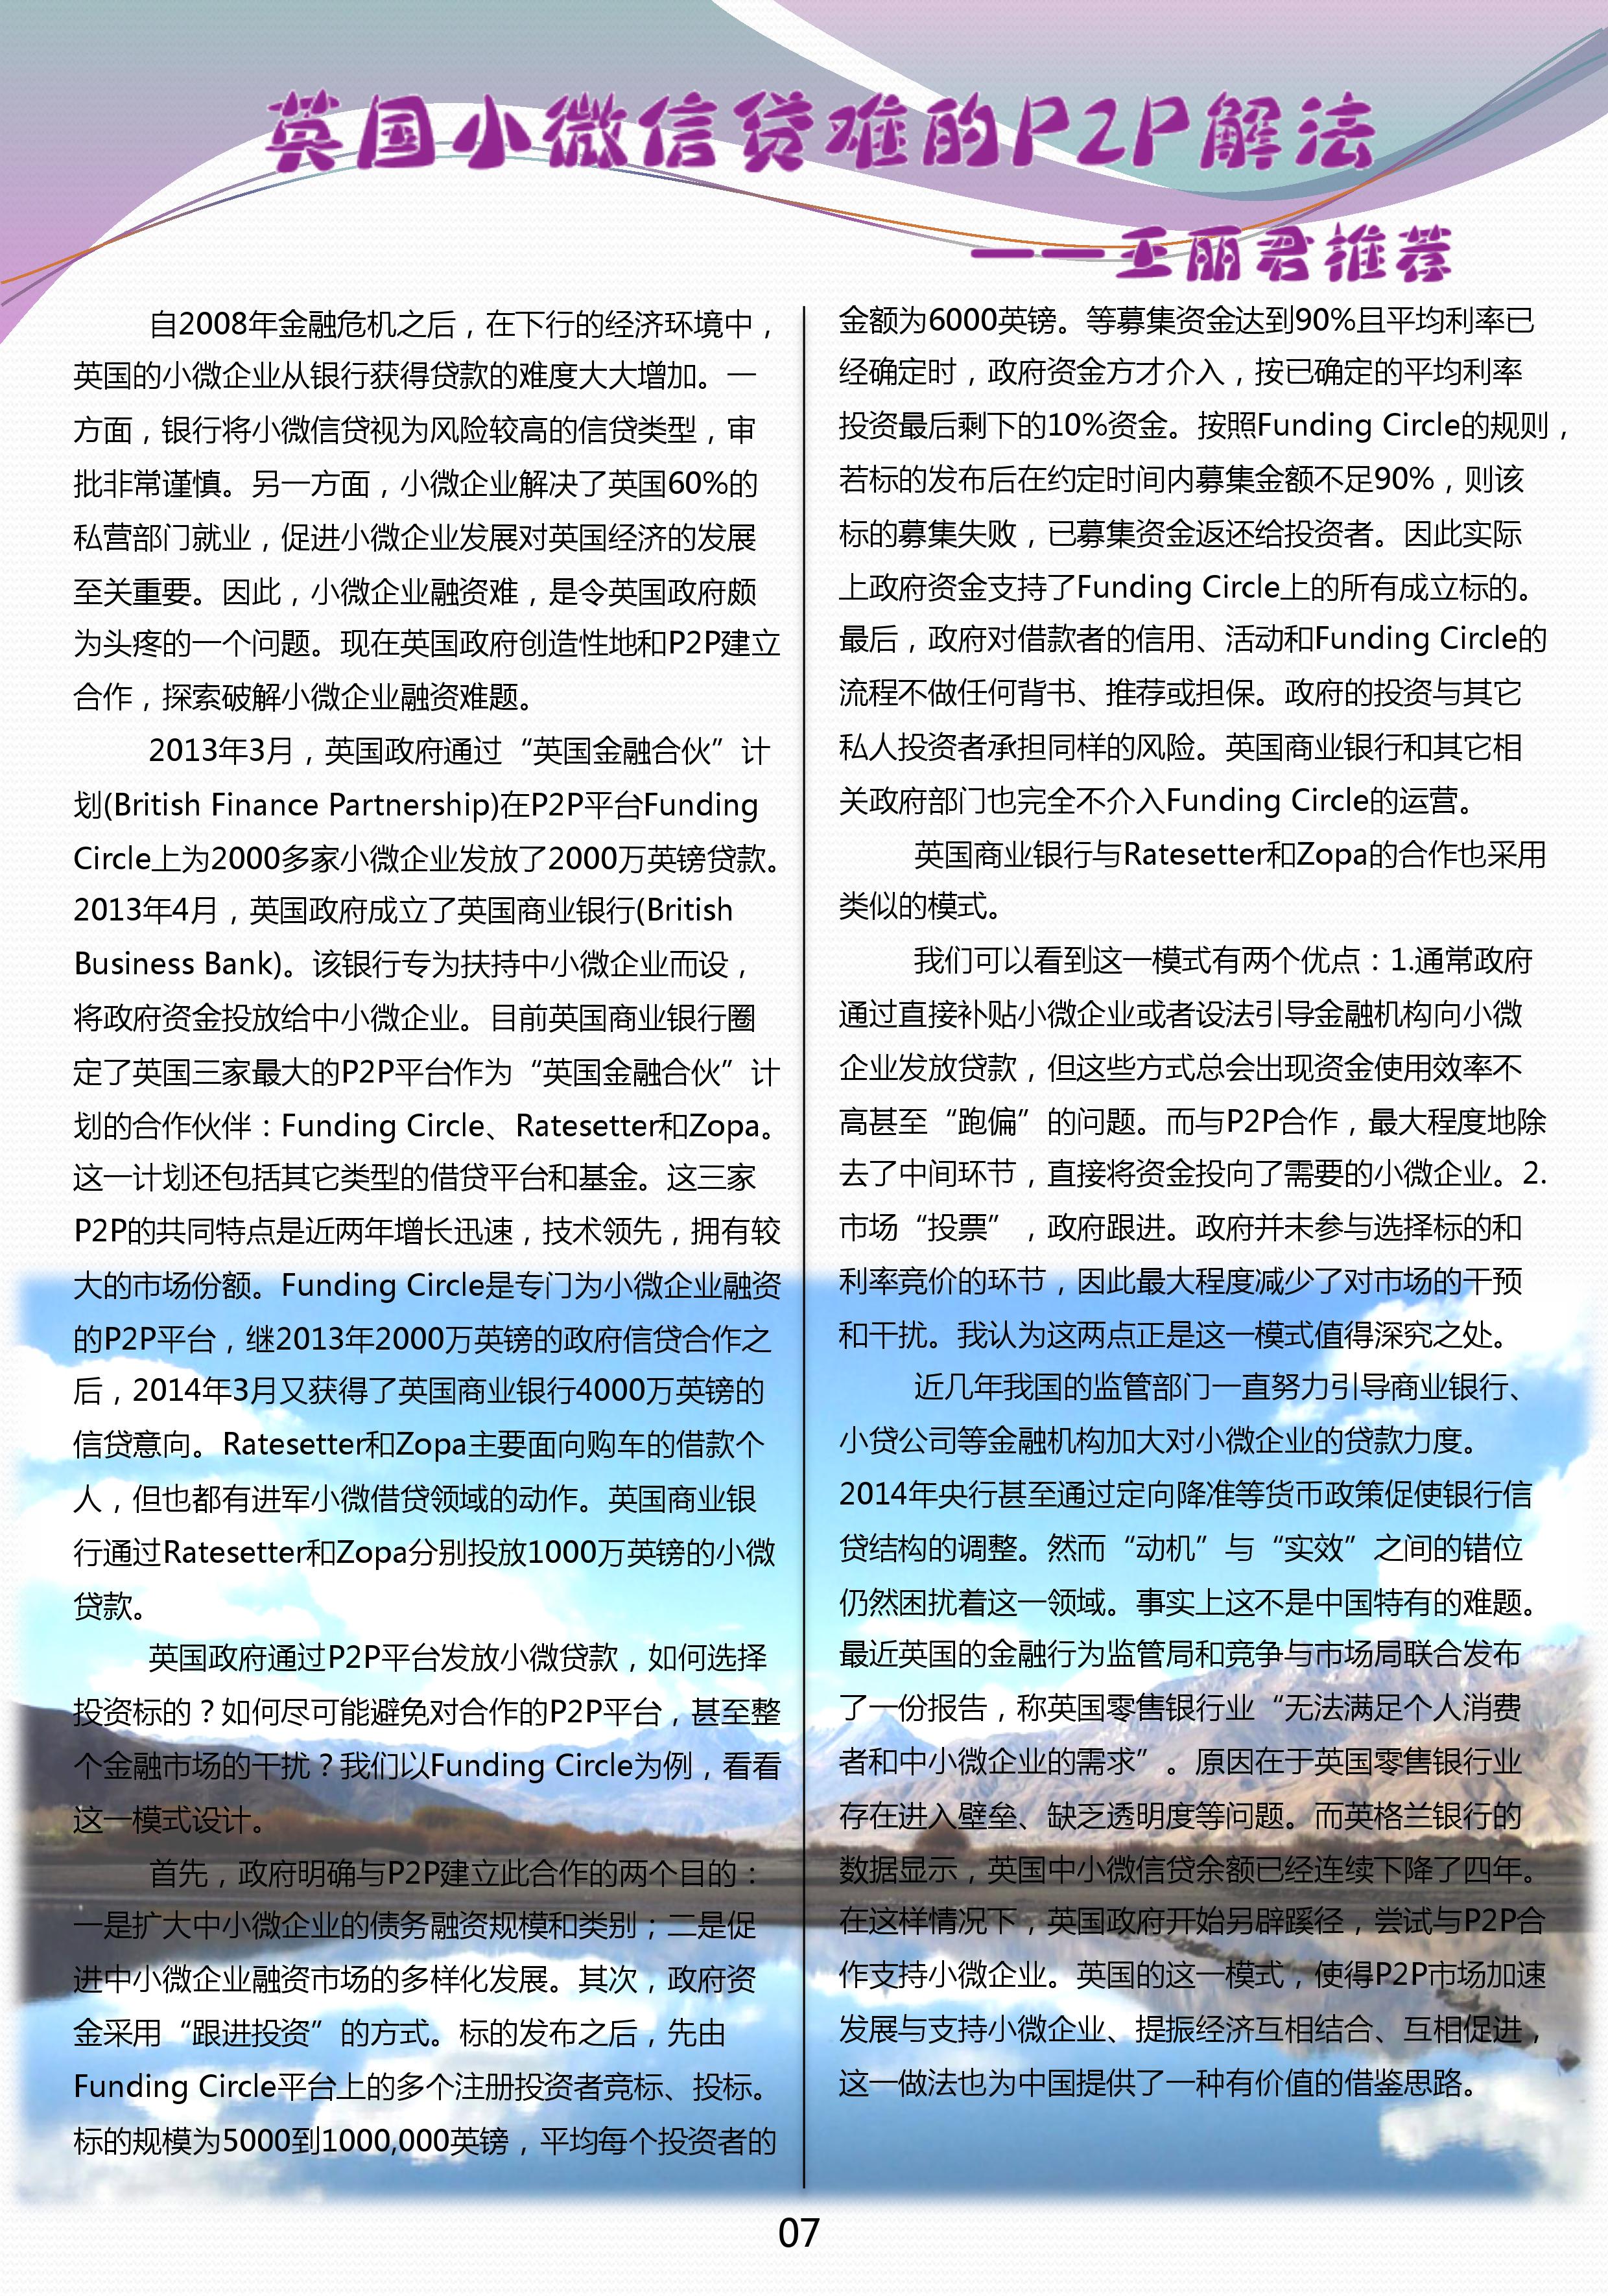 英国小微信贷难的P2P解法
——王丽君推荐
自2008年金融危机之后，在下行的经济环境中，
英国的小微企业从银行获得贷款的难度大大增加。一
方面，银行将小微信贷视为风险较高的信贷类型，审
批非常谨慎。另一方面，小微企业解决了英国60%的
私营部门就业，促进小微企业发展对英国经济的发展
至关重要。因此，小微企业融资难，是令英国政府颇
为头疼的一个问题。现在英国政府创造性地和P2P建立
合作，探索破解小微企业融资难题。
2013年3月，英国政府通过“英国金融合伙”计
划(British Finance Partnership)在P2P平台Funding
Circle上为2000多家小微企业发放了2000万英镑贷款。
2013年4月，英国政府成立了英国商业银行(British
Business Bank)。该银行专为扶持中小微企业而设，
将政府资金投放给中小微企业。目前英国商业银行圈
定了英国三家最大的P2P平台作为“英国金融合伙”计
划的合作伙伴：Funding Circle、Ratesetter和Zopa。
这一计划还包括其它类型的借贷平台和基金。这三家
P2P的共同特点是近两年增长迅速，技术领先，拥有较
大的市场份额。Funding Circle是专门为小微企业融资
的P2P平台，继2013年2000万英镑的政府信贷合作之
后，2014年3月又获得了英国商业银行4000万英镑的
信贷意向。Ratesetter和Zopa主要面向购车的借款个
人，但也都有进军小微借贷领域的动作。英国商业银
行通过Ratesetter和Zopa分别投放1000万英镑的小微
贷款。
英国政府通过P2P平台发放小微贷款，如何选择
投资标的？如何尽可能避免对合作的P2P平台，甚至整
个金融市场的干扰？我们以Funding Circle为例，看看
这一模式设计。
首先，政府明确与P2P建立此合作的两个目的：
一是扩大中小微企业的债务融资规模和类别；二是促
进中小微企业融资市场的多样化发展。其次，政府资
金采用“跟进投资”的方式。标的发布之后，先由
Funding Circle平台上的多个注册投资者竞标、投标。
标的规模为5000到1000,000英镑，平均每个投资者的
金额为6000英镑。等募集资金达到90%且平均利率已
经确定时，政府资金方才介入，按已确定的平均利率
投资最后剩下的10%资金。按照Funding Circle的规则，
若标的发布后在约定时间内募集金额不足90%，则该
标的募集失败，已募集资金返还给投资者。因此实际
上政府资金支持了Funding Circle上的所有成立标的。
最后，政府对借款者的信用、活动和Funding Circle的
流程不做任何背书、推荐或担保。政府的投资与其它
私人投资者承担同样的风险。英国商业银行和其它相
关政府部门也完全不介入Funding Circle的运营。
英国商业银行与Ratesetter和Zopa的合作也采用
类似的模式。
我们可以看到这一模式有两个优点：1.通常政府
通过直接补贴小微企业或者设法引导金融机构向小微
企业发放贷款，但这些方式总会出现资金使用效率不
高甚至“跑偏”的问题。而与P2P合作，最大程度地除
去了中间环节，直接将资金投向了需要的小微企业。2.
市场“投票”，政府跟进。政府并未参与选择标的和
利率竞价的环节，因此最大程度减少了对市场的干预
和干扰。我认为这两点正是这一模式值得深究之处。
近几年我国的监管部门一直努力引导商业银行、
小贷公司等金融机构加大对小微企业的贷款力度。
2014年央行甚至通过定向降准等货币政策促使银行信
贷结构的调整。然而“动机”与“实效”之间的错位
仍然困扰着这一领域。事实上这不是中国特有的难题。
最近英国的金融行为监管局和竞争与市场局联合发布
了一份报告，称英国零售银行业“无法满足个人消费
者和中小微企业的需求”。原因在于英国零售银行业
存在进入壁垒、缺乏透明度等问题。而英格兰银行的
数据显示，英国中小微信贷余额已经连续下降了四年。
在这样情况下，英国政府开始另辟蹊径，尝试与P2P合
作支持小微企业。英国的这一模式，使得P2P市场加速
发展与支持小微企业、提振经济互相结合、互相促进，
这一做法也为中国提供了一种有价值的借鉴思路。
07